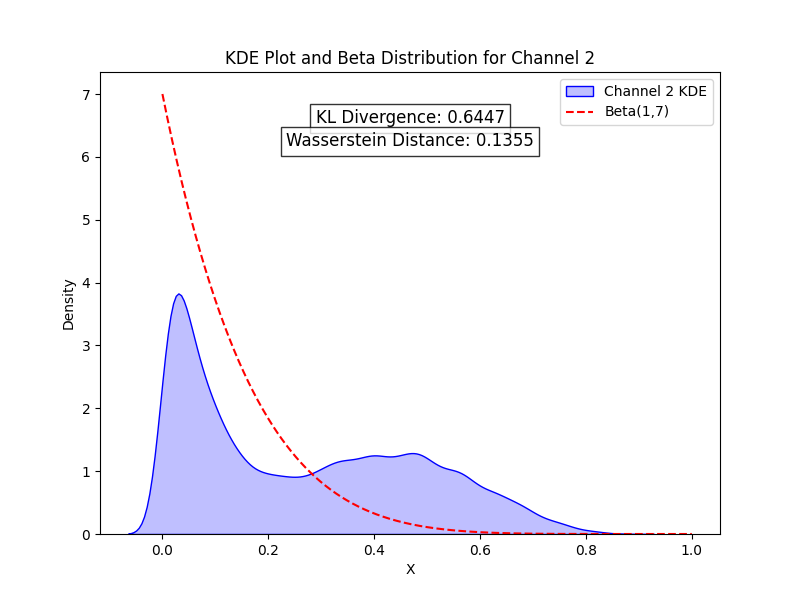 KDE Plot and Beta Distribution for Channel 2
Channel 2 KDE
Beta(1,7)
KL Divergence: 0.6447
Wasserstein Distance: 0.1355
Density
7
6
5
4
3
2
1
0
0.0 0.2 0.4 0.6 0.8 1.0
X